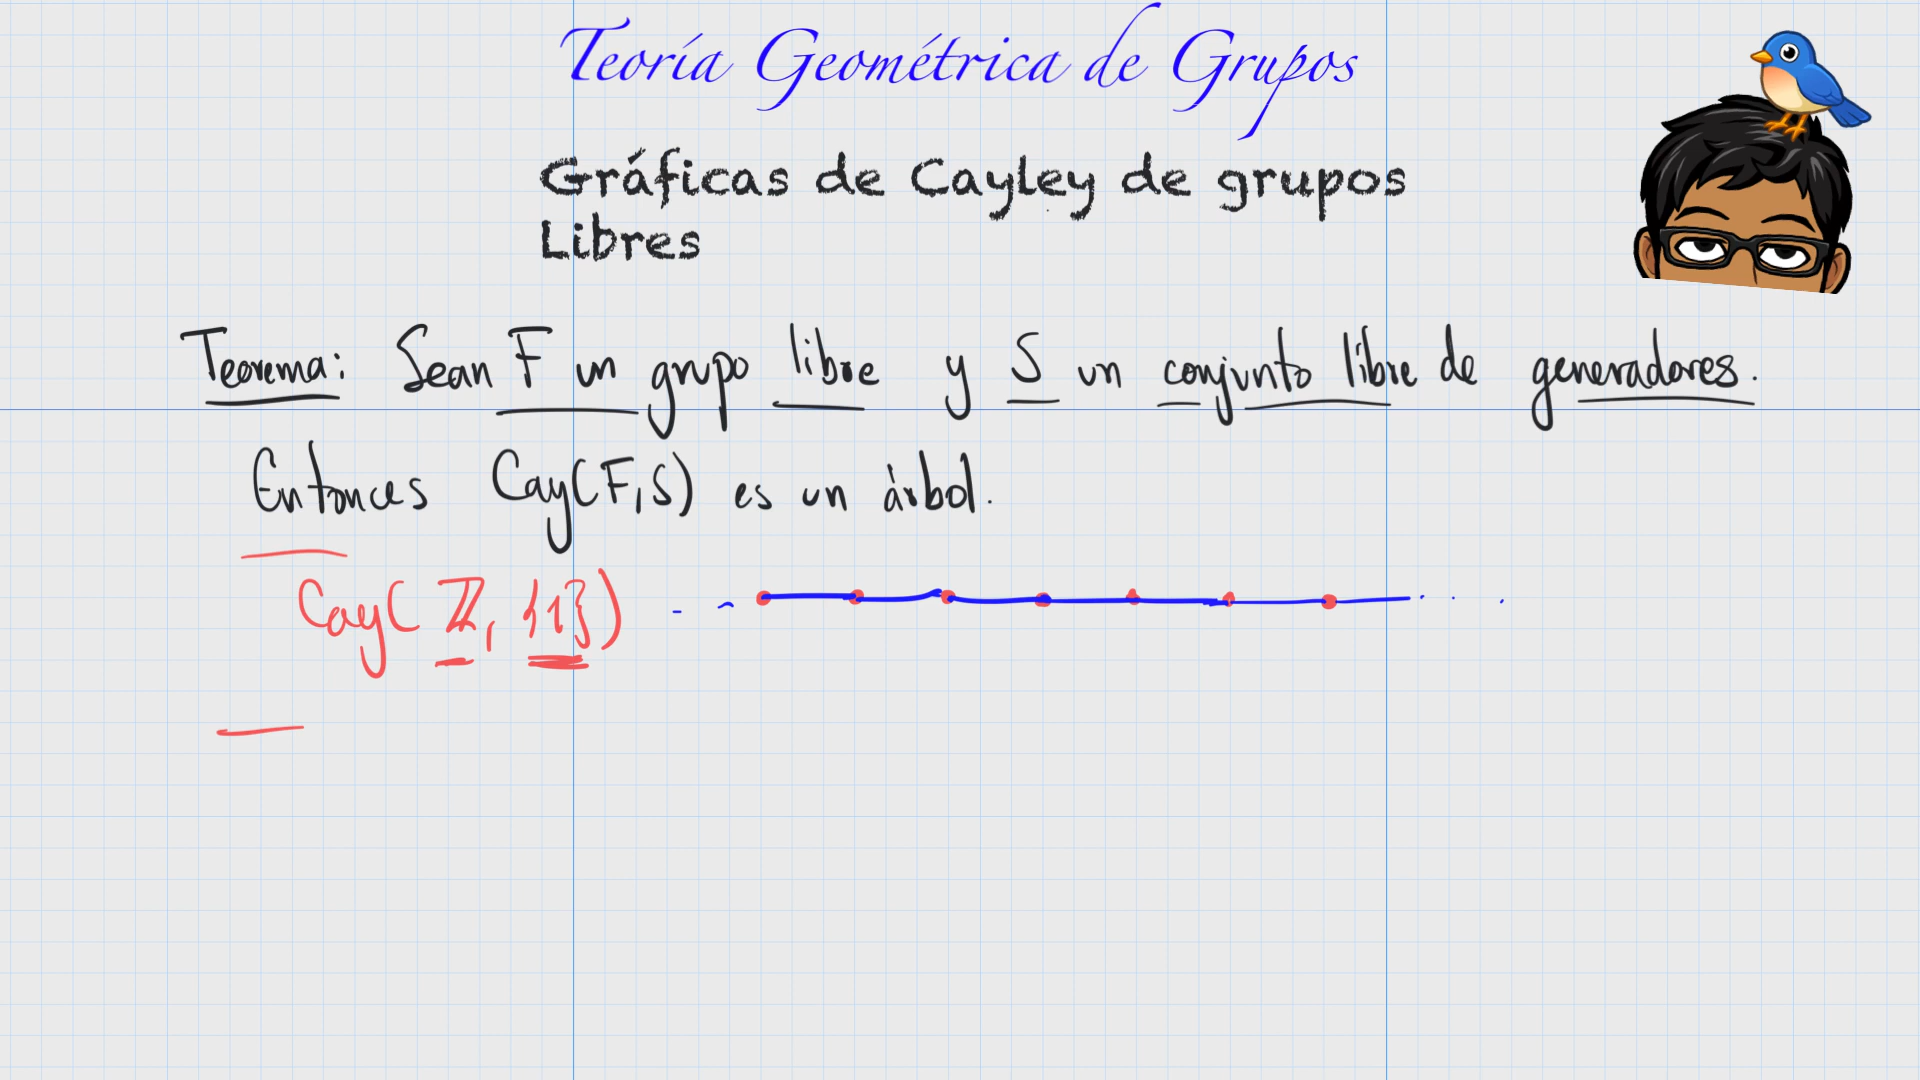 Teoría Geométrica de Grupos
Gráficas de Cayley de grupos
Libres
Teorema: Sean F un grupo libre y S un conjunto libre de generadores.
Entonces Cay(F,S) es un árbol.
Cay(ℤ, {1})